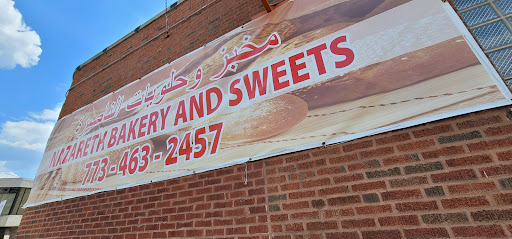 مخبز وحلويات الناصرة
NAZARETH BAKERY AND SWEETS
773-463-2457